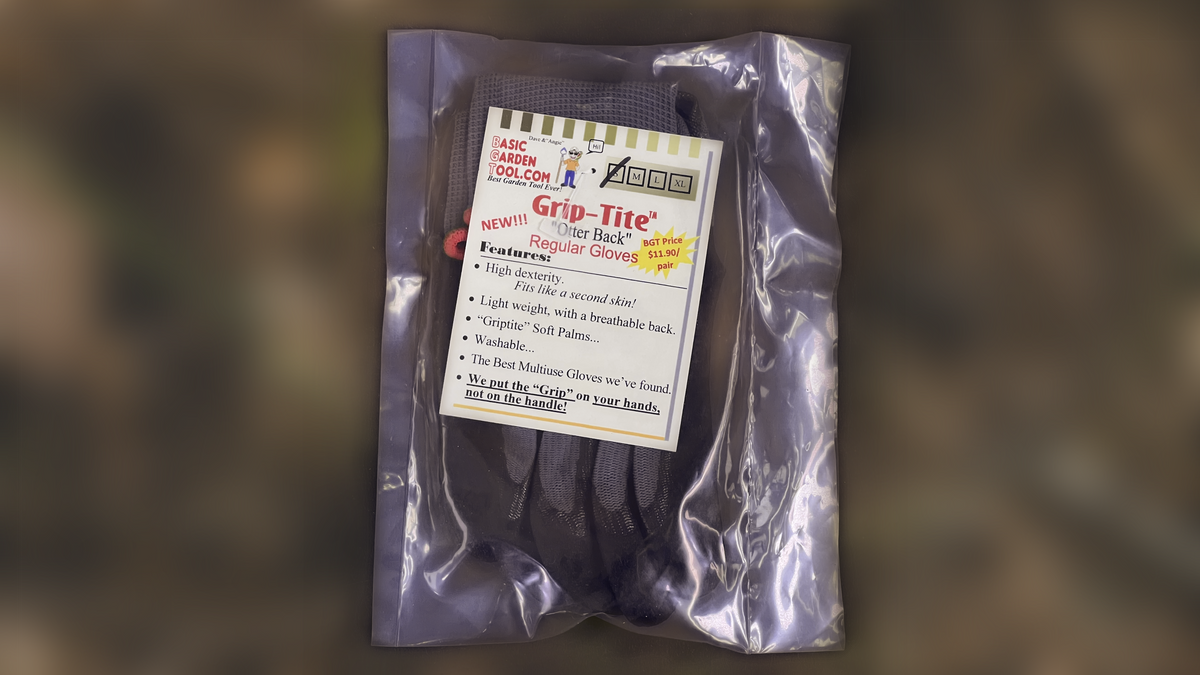 Dave & "Angie"
Hi!
BASIC
GARDEN
TOOL.COM
Best Garden Tool Ever!
S M L XL
Grip-Tite™
NEW!!!
"Otter Back"
Regular Gloves
BGT Price
$11.90/
pair
Features:
• High dexterity.
Fits like a second skin!
• Light weight, with a breathable back.
• “Griptite” Soft Palms...
• Washable...
• The Best Multiuse Gloves we’ve found.
• We put the “Grip” on your hands,
not on the handle!